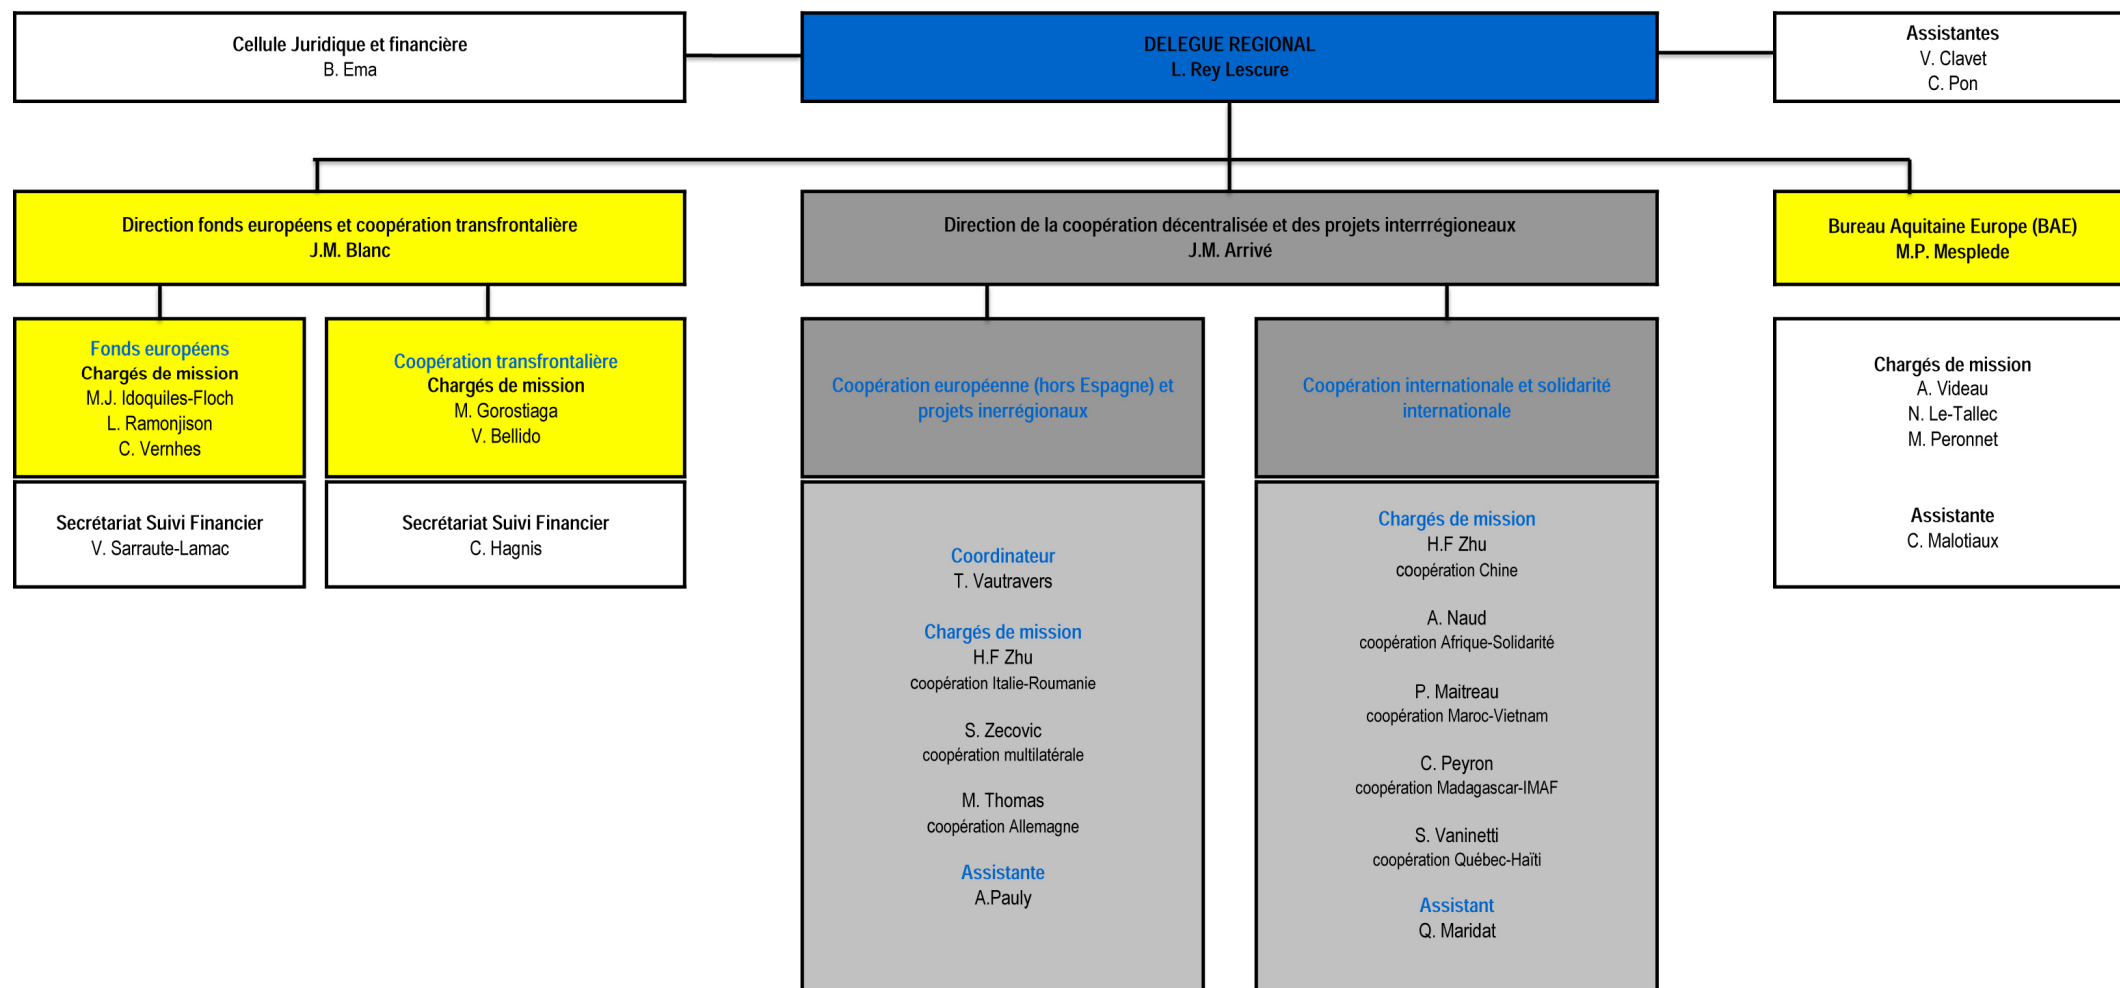 Cellule Juridique et financière
B. Ema
DELEGUE REGIONAL
L. Rey Lescure
Assistantes
V. Clavet
C. Pon
Direction fonds européens et coopération transfrontalière
J.M. Blanc
Direction de la coopération décentralisée et des projets interrrégioneaux
J.M. Arrivé
Bureau Aquitaine Europe (BAE)
M.P. Mesplede
Fonds européens
Chargés de mission
M.J. Idoquiles-Floch
L. Ramonjison
C. Vernhes
Secrétariat Suivi Financier
V. Sarraute-Lamac
Coopération transfrontalière
Chargés de mission
M. Gorostiaga
V. Bellido
Secrétariat Suivi Financier
C. Hagnis
Coopération européenne (hors Espagne) et
projets inerrégionaux
Coordinateur
T. Vautravers
Chargés de mission
H.F Zhu
coopération Italie-Roumanie
S. Zecovic
coopération multilatérale
M. Thomas
coopération Allemagne
Assistante
A.Pauly
Coopération internationale et solidarité
internationale
Chargés de mission
H.F Zhu
coopération Chine
A. Naud
coopération Afrique-Solidarité
P. Maitreau
coopération Maroc-Vietnam
C. Peyron
coopération Madagascar-IMAF
S. Vaninetti
coopération Québec-Haïti
Assistant
Q. Maridat
Chargés de mission
A. Videau
N. Le-Tallec
M. Peronnet
Assistante
C. Malotiaux